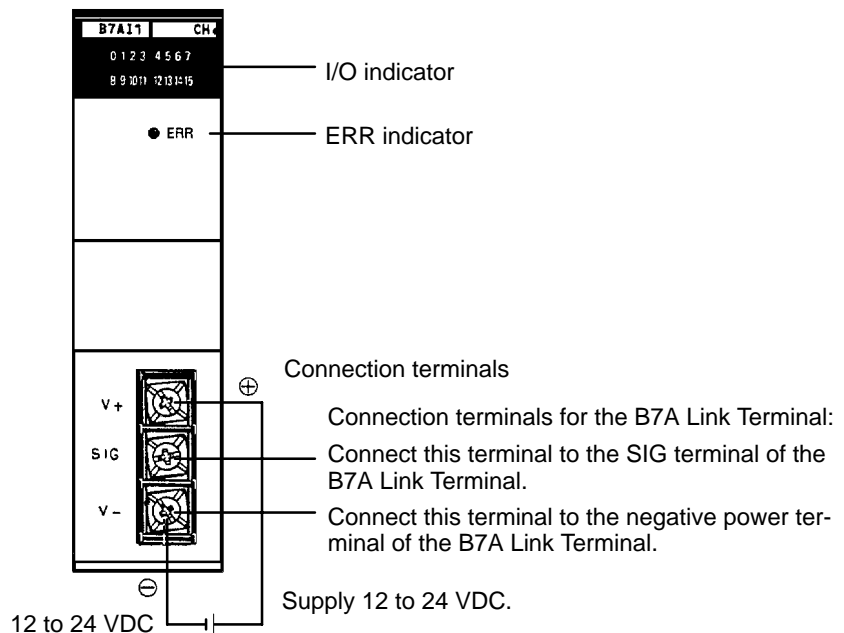 B7AI1 CH
0 1 2 3 4 5 6 7
8 9 10 11 12 13 14 15
I/O indicator
ERR
ERR indicator
Connection terminals
V +
Connection terminals for the B7A Link Terminal:
SIG
Connect this terminal to the SIG terminal of the
B7A Link Terminal.
V –
Connect this terminal to the negative power ter-
minal of the B7A Link Terminal.
Supply 12 to 24 VDC.
12 to 24 VDC